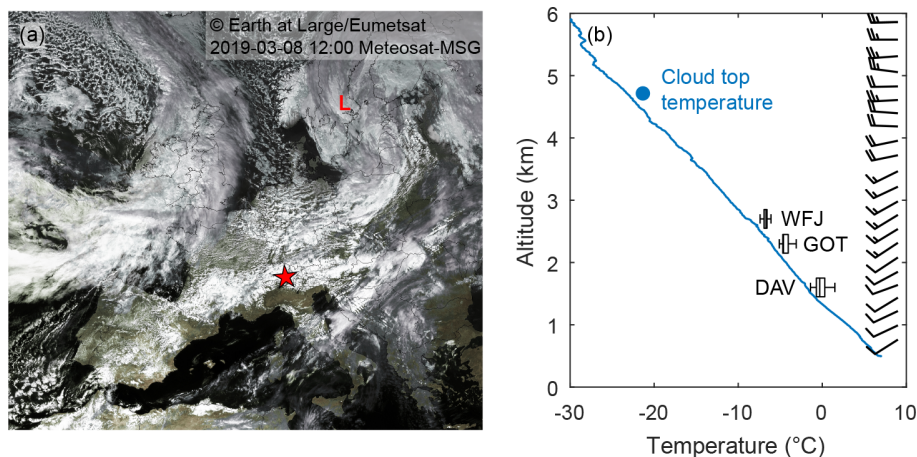 (a)
© Earth at Large/Eumetsat
2019-03-08 12:00 Meteosat-MSG
L
(b)
6
5
4
3
2
1
0
Altitude (km)
Cloud top
temperature
WFJ
GOT
DAV
-30
-20
-10
0
10
Temperature (°C)